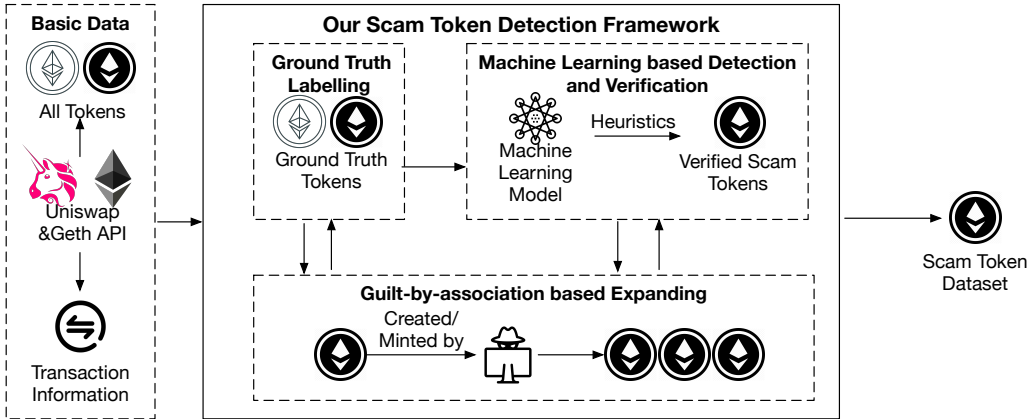 Basic Data
All Tokens
Uniswap
&Geth API
Transaction
Information
Our Scam Token Detection Framework
Ground Truth
Labelling
Ground Truth
Tokens
Machine Learning based Detection
and Verification
Machine
Learning
Model
Heuristics
Verified Scam
Tokens
Guilt-by-association based Expanding
Created/
Minted by
Scam Token
Dataset